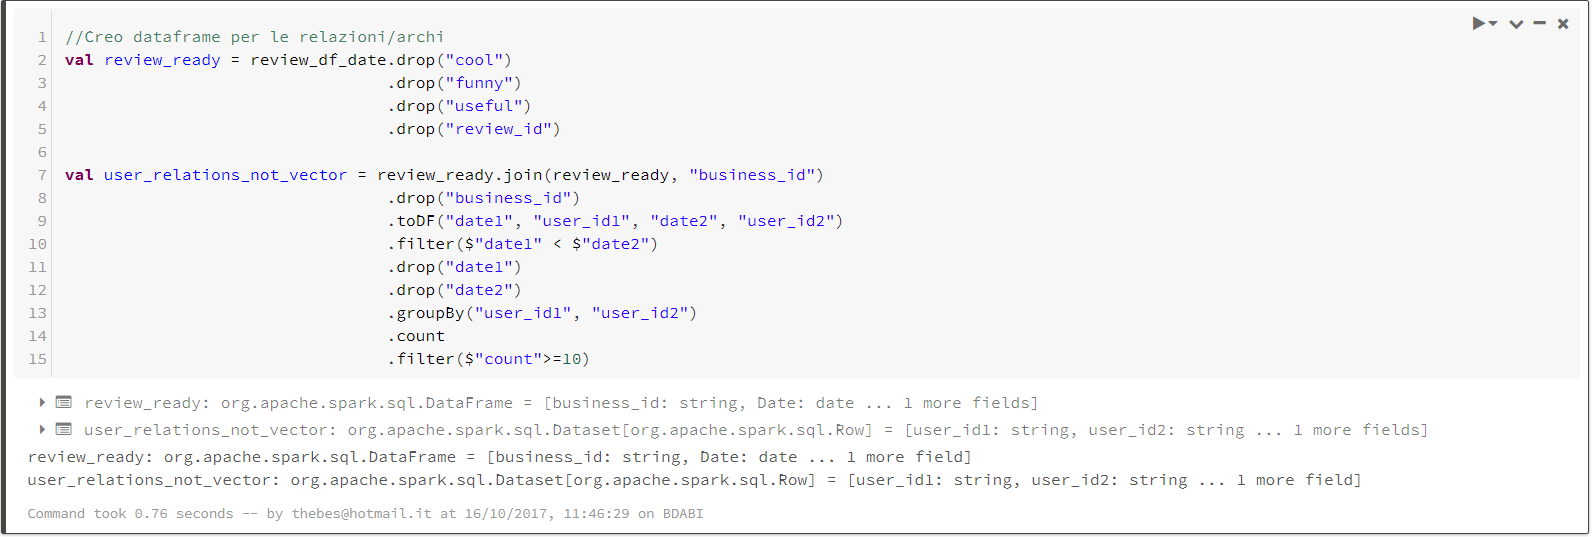 1 //Creo dataframe per le relazioni/archi
2 val review_ready = review_df_date.drop("cool")
3 .drop("funny")
4 .drop("useful")
5 .drop("review_id")
6
7 val user_relations_not_vector = review_ready.join(review_ready, "business_id")
8 .drop("business_id")
9 .toDF("date1", "user_id1", "date2", "user_id2")
10 .filter($"date1" < $"date2")
11 .drop("date1")
12 .drop("date2")
13 .groupBy("user_id1", "user_id2")
14 .count
15 .filter($"count">=10)
review_ready: org.apache.spark.sql.DataFrame = [business_id: string, Date: date ... 1 more fields]
user_relations_not_vector: org.apache.spark.sql.Dataset[org.apache.spark.sql.Row] = [user_id1: string, user_id2: string ... 1 more fields]
review_ready: org.apache.spark.sql.DataFrame = [business_id: string, Date: date ... 1 more field]
user_relations_not_vector: org.apache.spark.sql.Dataset[org.apache.spark.sql.Row] = [user_id1: string, user_id2: string ... 1 more field]
Command took 0.76 seconds -- by thebes@hotmail.it at 16/10/2017, 11:46:29 on BDABI